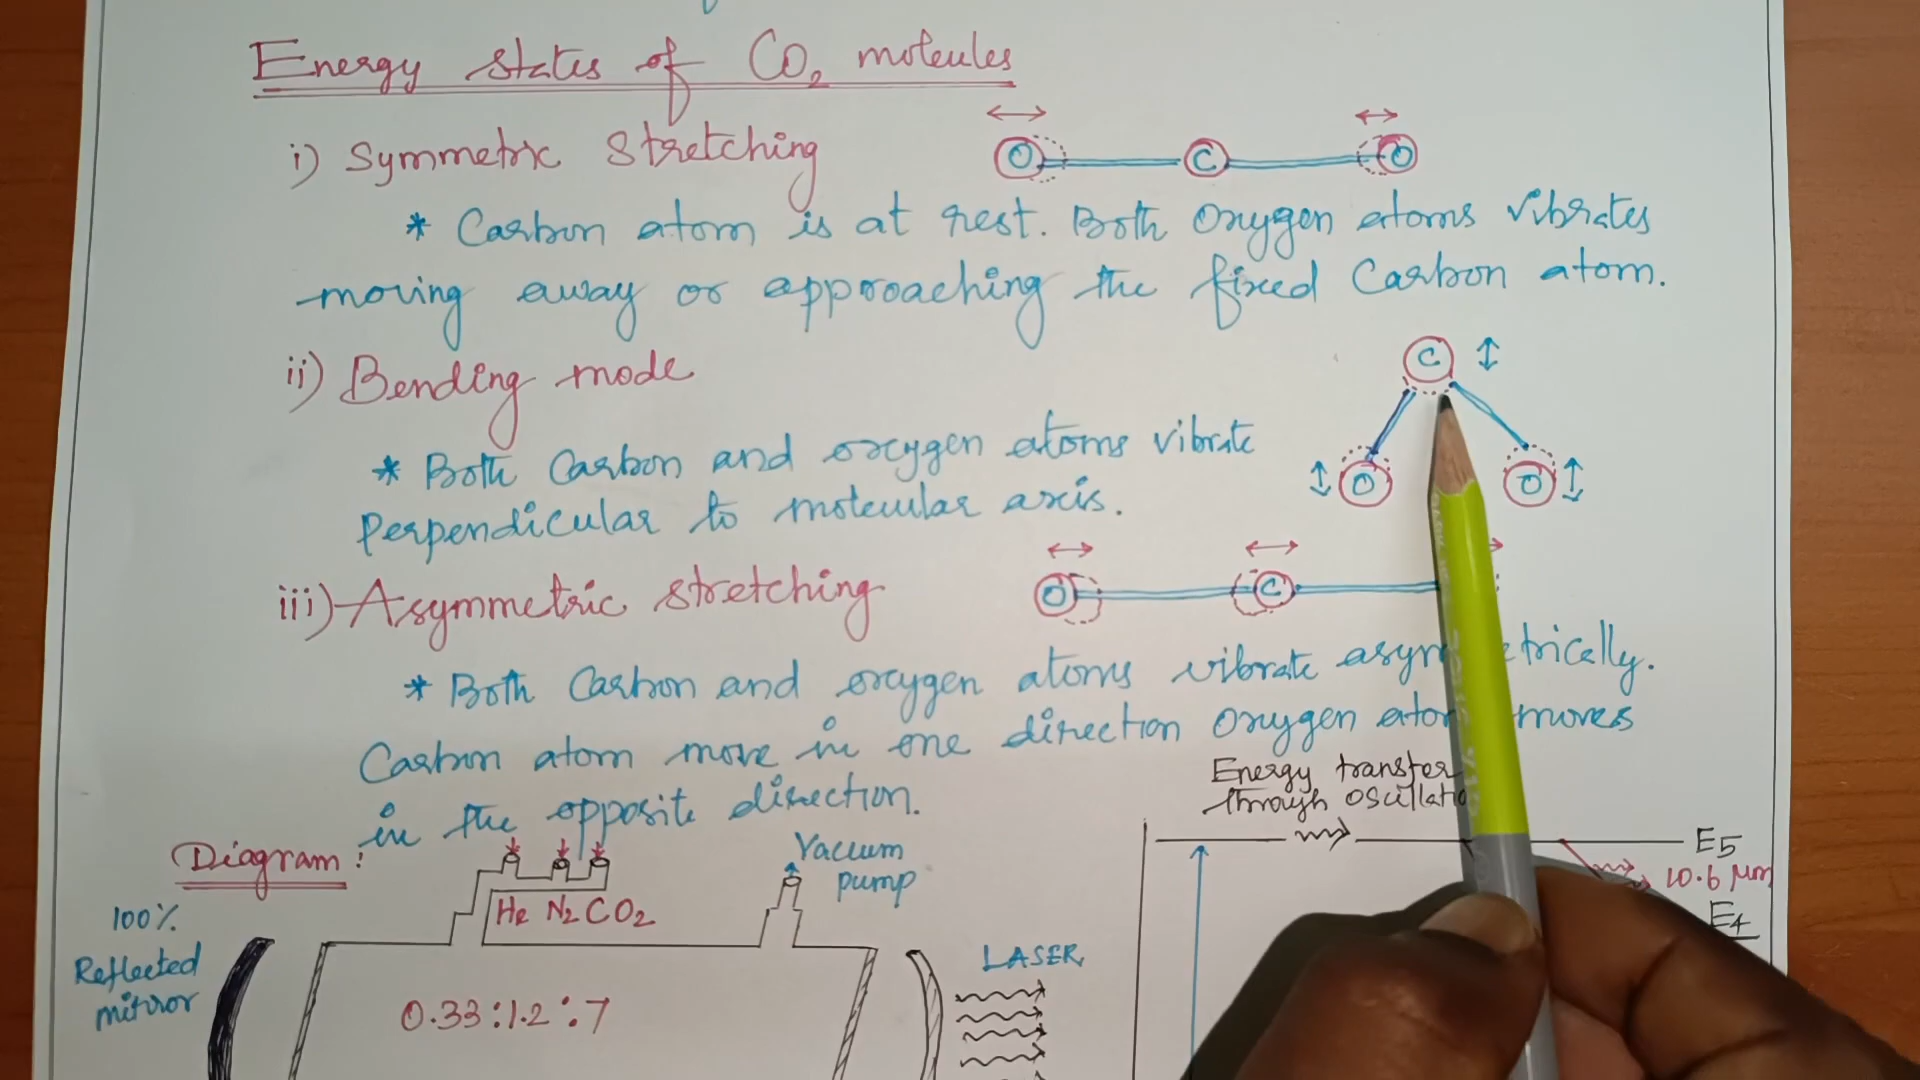 Energy states of CO2 moleules
i) Symmetric Stretching
O C O
* Carbon atom is at rest. Both Oxygen atoms vibrates
moving away or approaching the fixed Carbon atom.
ii) Bending mode
C
O O
* Both Carbon and oxygen atoms vibrate
Perpendicular to molecular axis.
iii) Asymmetric stretching
O C
* Both Carbon and oxygen atoms vibrate trically.
Carbon atom move in one direction Oxygen moves
in the opposite direction.
Diagram:
Vacuum
pump
He N2 CO2
100%
Reflected
mirror
0.33:1.2:7
LASER
Energy transfer
through
E5
10.6 μm
E4